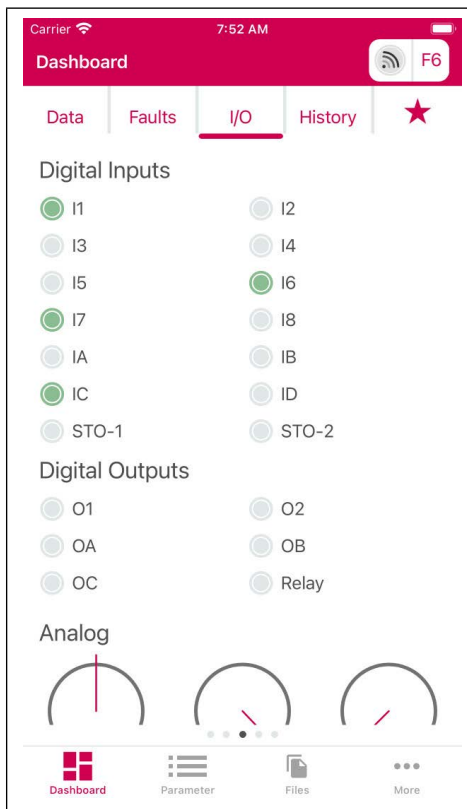 Carrier 7:52 AM
Dashboard F6
Data Faults I/O History
Digital Inputs
I1 I2
I3 I4
I5 I6
I7 I8
IA IB
IC ID
STO-1 STO-2
Digital Outputs
O1 O2
OA OB
OC Relay
Analog
Dashboard Parameter Files More